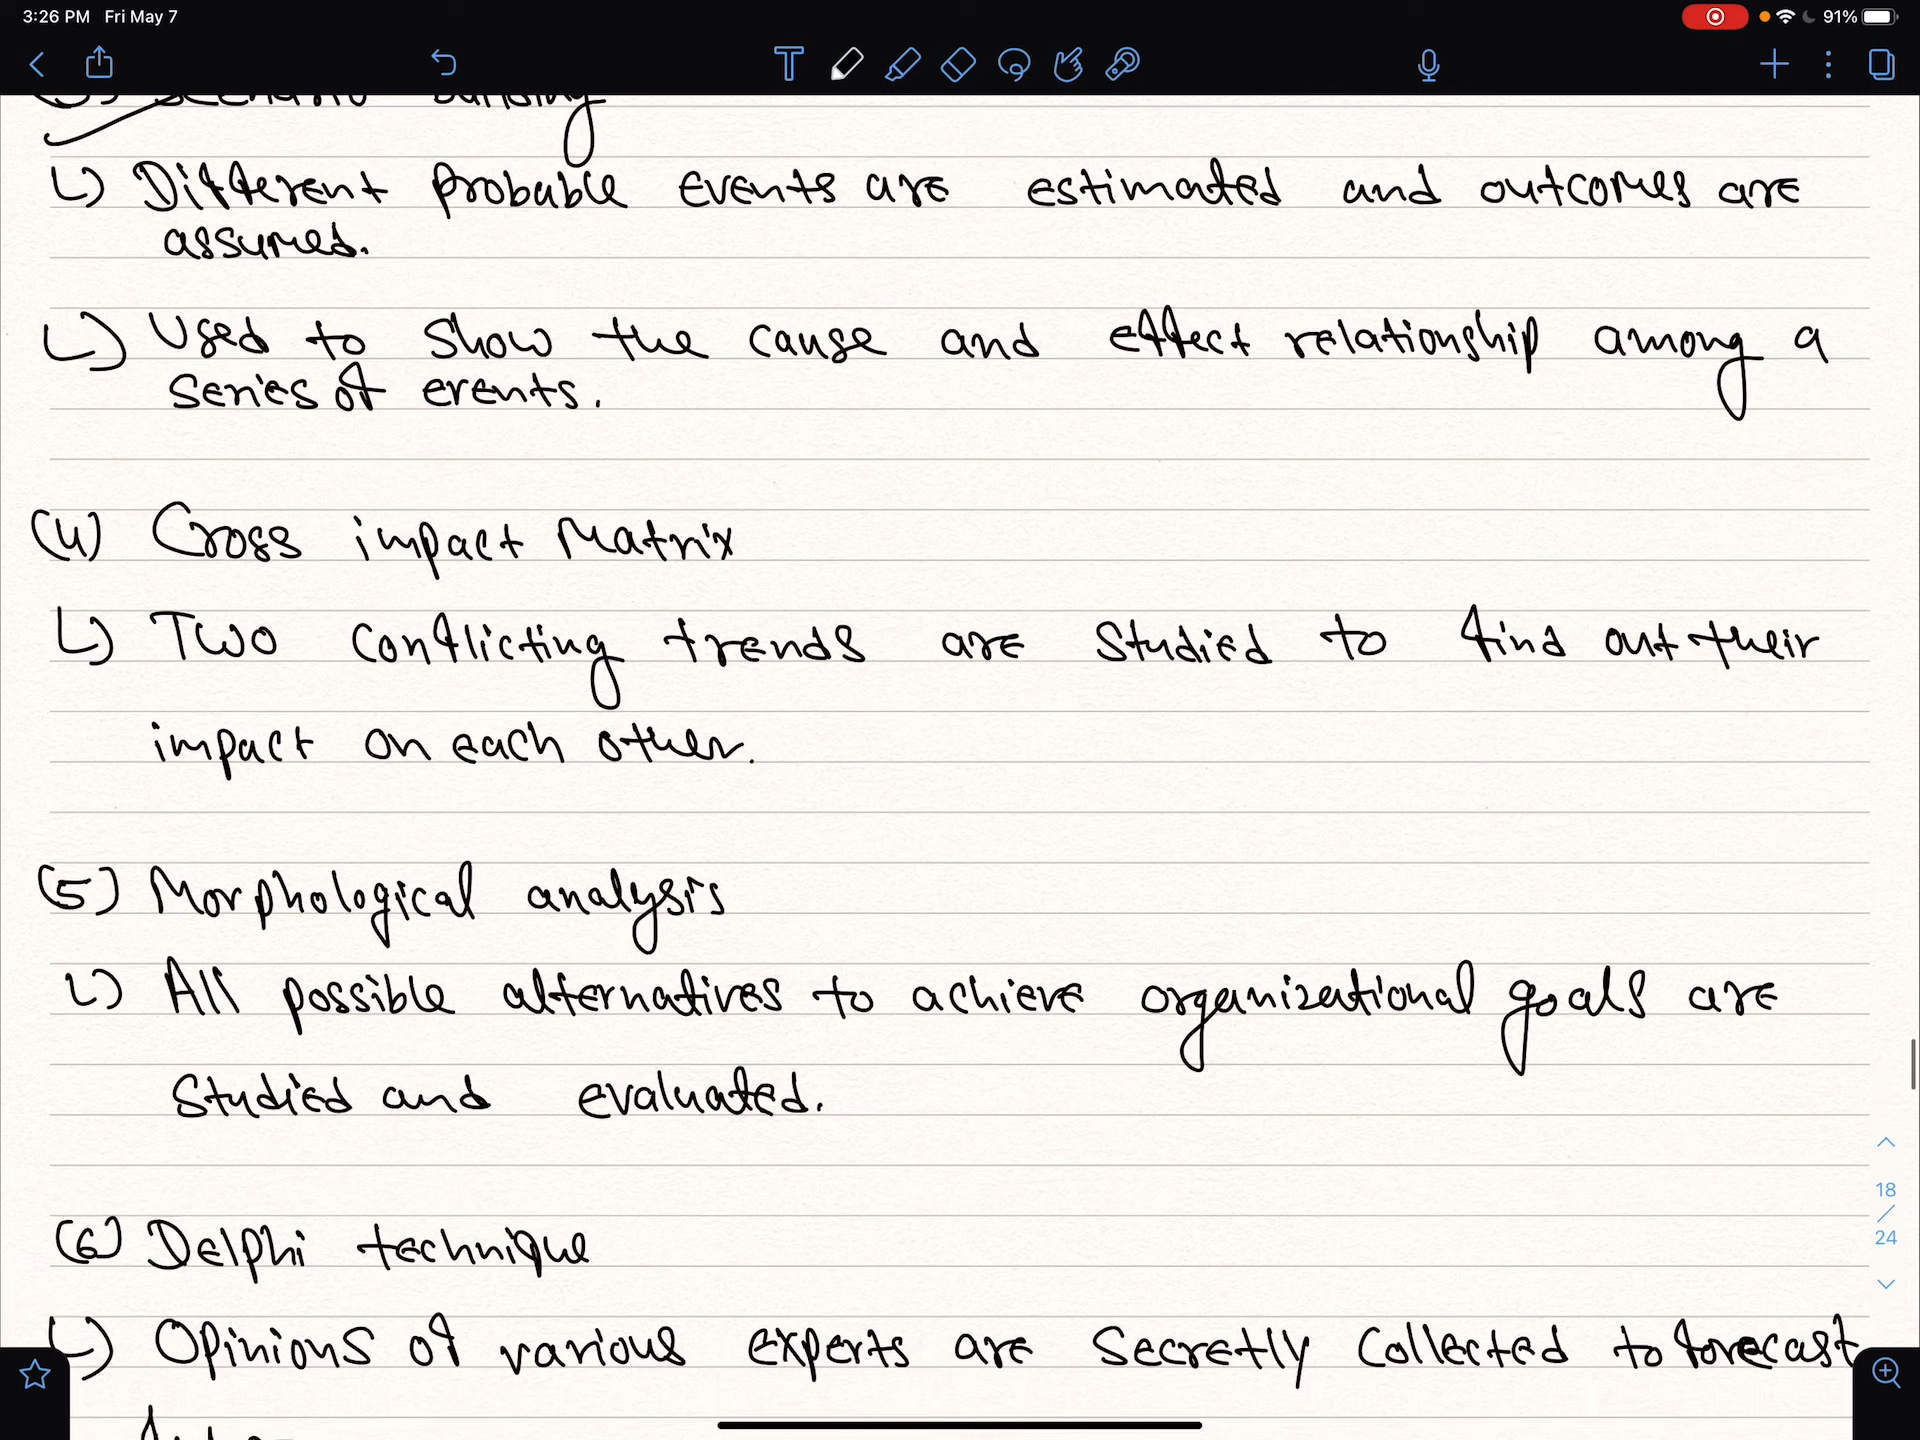 3:26 PM Fri May 7
91%
Different probable events are estimated and outcomes are
assumed.
Used to show the cause and effect relationship among a
series of events.
(4) Cross impact Matrix
Two conflicting trends are studied to find out their
impact on each other.
(5) Morphological analysis
All possible alternatives to achieve organizational goals are
studied and evaluated.
(6) Delphi technique
Opinions of various experts are secretly collected to forecast
18
/
24